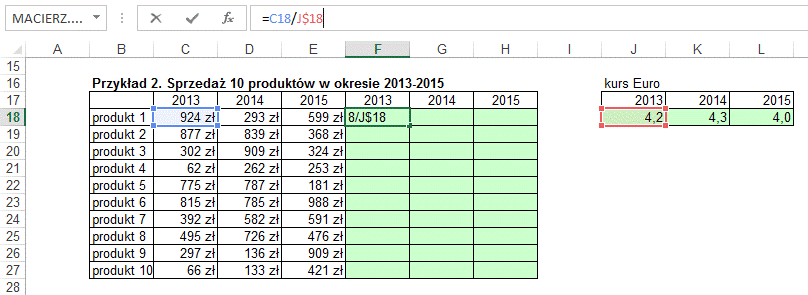 MACIERZ.... =C18/J$18
A B C D E F G H I J K L
15
16 Przykład 2. Sprzedaż 10 produktów w okresie 2013-2015 kurs Euro
17 2013 2014 2015 2013 2014 2015 2013 2014 2015
18 produkt 1 924 zł 293 zł 599 zł 8/J$18 4,2 4,3 4,0
19 produkt 2 877 zł 839 zł 368 zł
20 produkt 3 302 zł 909 zł 324 zł
21 produkt 4 62 zł 262 zł 253 zł
22 produkt 5 775 zł 787 zł 181 zł
23 produkt 6 815 zł 785 zł 988 zł
24 produkt 7 392 zł 582 zł 591 zł
25 produkt 8 495 zł 726 zł 476 zł
26 produkt 9 297 zł 136 zł 909 zł
27 produkt 10 66 zł 133 zł 421 zł
28